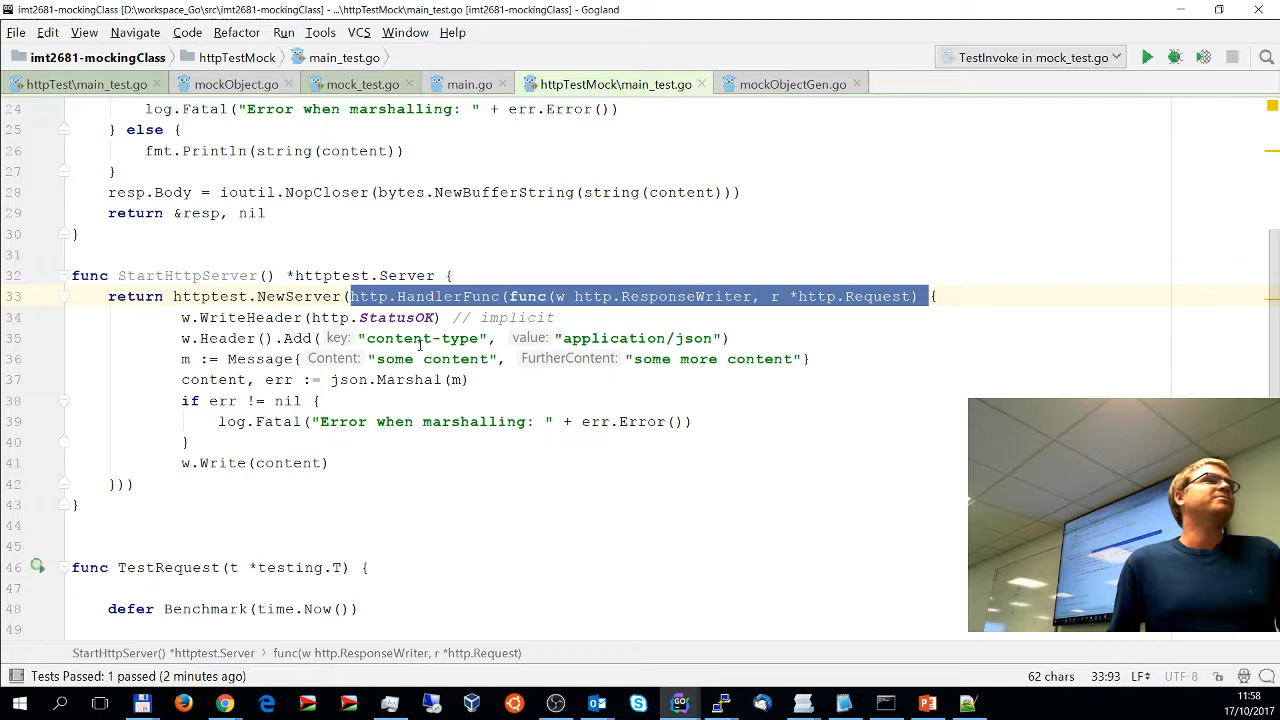 imt2681-mockingClass [D:\workspace_Go\src\imt2681-mockingClass] - ...\httpTestMock\main_test.go [imt2681-mockingClass] - Gogland
File Edit View Navigate Code Refactor Run Tools VCS Window Help
imt2681-mockingClass httpTestMock main_test.go TestInvoke in mock_test.go
httpTest\main_test.go mockObject.go mock_test.go main.go httpTestMock\main_test.go mockObjectGen.go
24 log.Fatal("Error when marshalling: " + err.Error())
25 } else {
26 fmt.Println(string(content))
27 }
28 resp.Body = ioutil.NopCloser(bytes.NewBufferString(string(content)))
29 return &resp, nil
30 }
31
32 func StartHttpServer() *httptest.Server {
33 return httptest.NewServer(http.HandlerFunc(func(w http.ResponseWriter, r *http.Request) {
34 w.WriteHeader(http.StatusOK) // implicit
35 w.Header().Add( key: "content-type", value: "application/json")
36 m := Message{ Content: "some content", FurtherContent: "some more content"}
37 content, err := json.Marshal(m)
38 if err != nil {
39 log.Fatal("Error when marshalling: " + err.Error())
40 }
41 w.Write(content)
42 }))
43 }
44
45
46 func TestRequest(t *testing.T) {
47
48 defer Benchmark(time.Now())
49
StartHttpServer() *httptest.Server func(w http.ResponseWriter, r *http.Request)
Tests Passed: 1 passed (2 minutes ago) 62 chars 33:93 LF UTF-8
11:58
17/10/2017